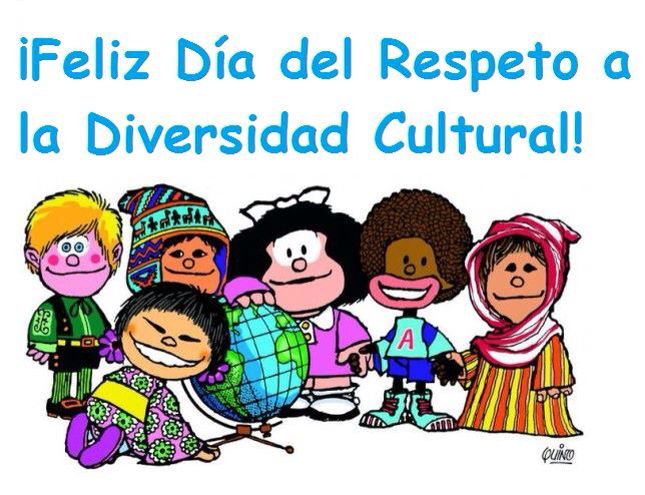 ¡Feliz Día del Respeto a
la Diversidad Cultural!
A
QUINO